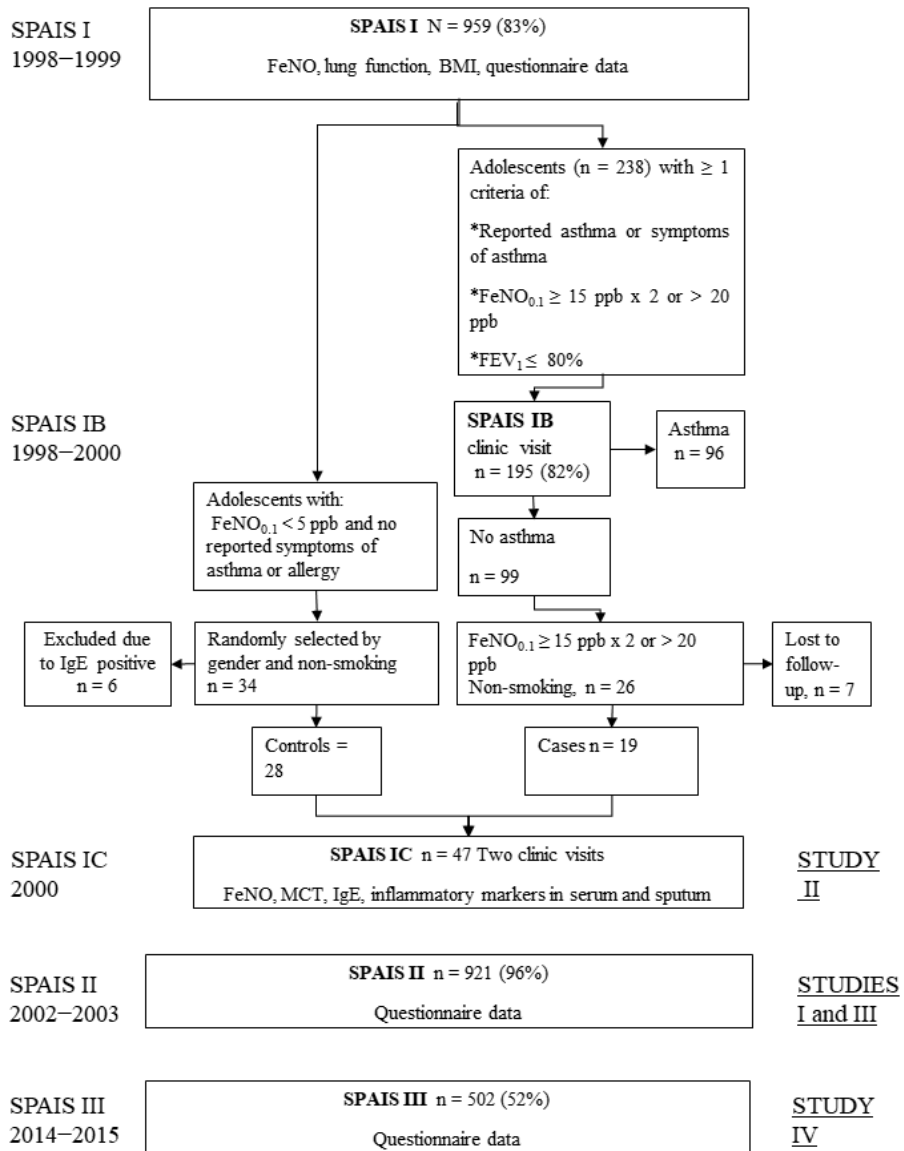 SPAIS I
1998–1999
SPAIS I N = 959 (83%)
FeNO, lung function, BMI, questionnaire data
Adolescents (n = 238) with ≥ 1
criteria of:
*Reported asthma or symptoms
of asthma
*FeNO0.1 ≥ 15 ppb x 2 or > 20
ppb
*FEV1 ≤ 80%
SPAIS IB
1998–2000
SPAIS IB
clinic visit
n = 195 (82%)
Asthma
n = 96
Adolescents with:
FeNO0.1 < 5 ppb and no
reported symptoms of
asthma or allergy
No asthma
n = 99
Excluded due
to IgE positive
n = 6
Randomly selected by
gender and non-smoking
n = 34
FeNO0.1 ≥ 15 ppb x 2 or > 20
ppb
Non-smoking, n = 26
Lost to
follow-
up, n = 7
Controls =
28
Cases n = 19
SPAIS IC
2000
SPAIS IC n = 47 Two clinic visits
FeNO, MCT, IgE, inflammatory markers in serum and sputum
STUDY
II
SPAIS II
2002–2003
SPAIS II n = 921 (96%)
Questionnaire data
STUDIES
I and III
SPAIS III
2014–2015
SPAIS III n = 502 (52%)
Questionnaire data
STUDY
IV